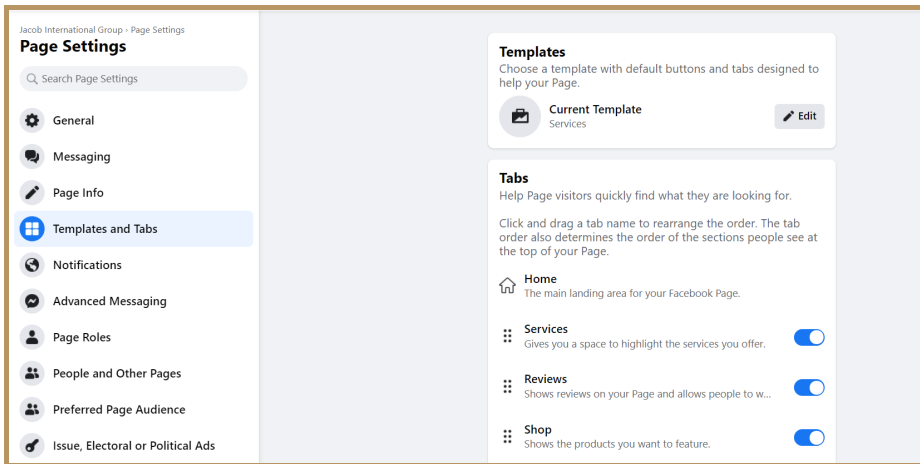 Jacob International Group › Page Settings
Page Settings
Search Page Settings
General
Messaging
Page Info
Templates and Tabs
Notifications
Advanced Messaging
Page Roles
People and Other Pages
Preferred Page Audience
Issue, Electoral or Political Ads
Templates
Choose a template with default buttons and tabs designed to
help your Page.
Current Template
Services
Edit
Tabs
Help Page visitors quickly find what they are looking for.
Click and drag a tab name to rearrange the order. The tab
order also determines the order of the sections people see at
the top of your Page.
Home
The main landing area for your Facebook Page.
Services
Gives you a space to highlight the services you offer.
Reviews
Shows reviews on your Page and allows people to w...
Shop
Shows the products you want to feature.